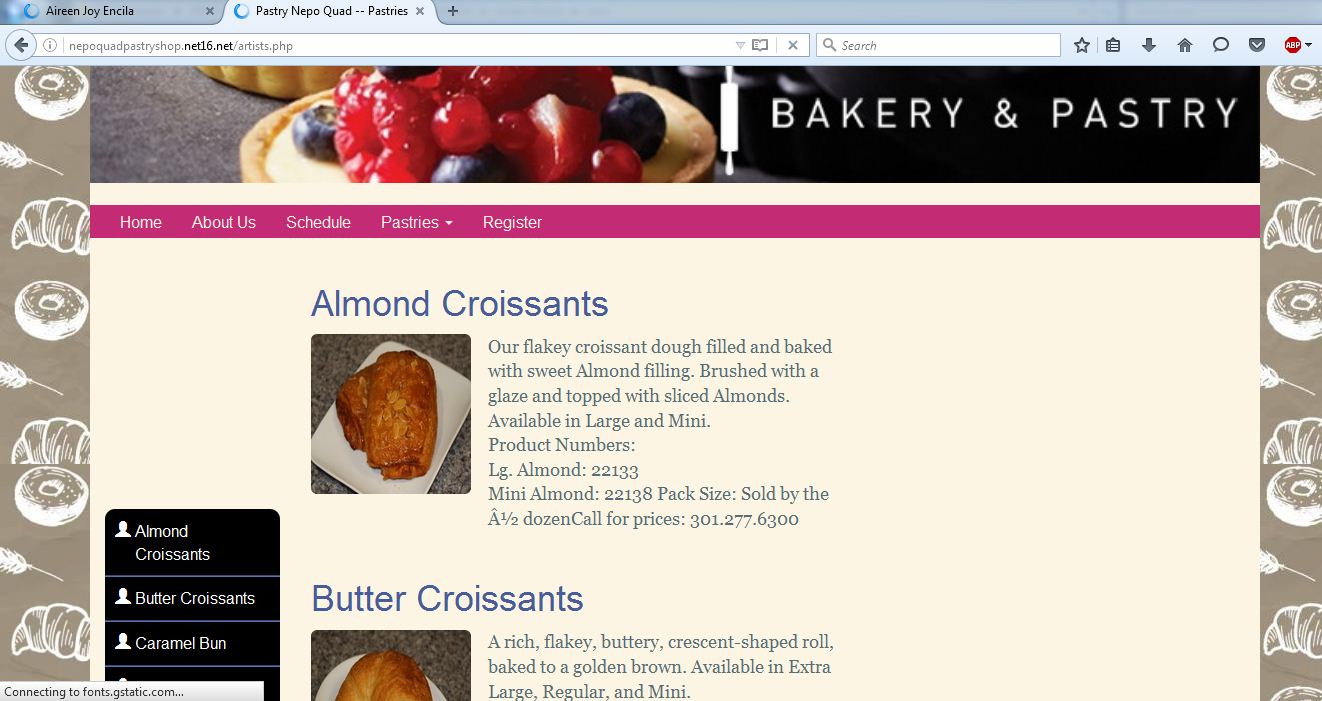 Aireen Joy Encila
Pastry Nepo Quad -- Pastries
nepoquadpastryshop.net16.net/artists.php
Search
ABP
BAKERY & PASTRY
Home About Us Schedule Pastries Register
Almond Croissants
Our flakey croissant dough filled and baked
with sweet Almond filling. Brushed with a
glaze and topped with sliced Almonds.
Available in Large and Mini.
Product Numbers:
Lg. Almond: 22133
Mini Almond: 22138 Pack Size: Sold by the
Â½ dozenCall for prices: 301.277.6300
Almond
Croissants
Butter Croissants
Caramel Bun
Butter Croissants
A rich, flakey, buttery, crescent-shaped roll,
baked to a golden brown. Available in Extra
Large, Regular, and Mini.
Connecting to fonts.gstatic.com...